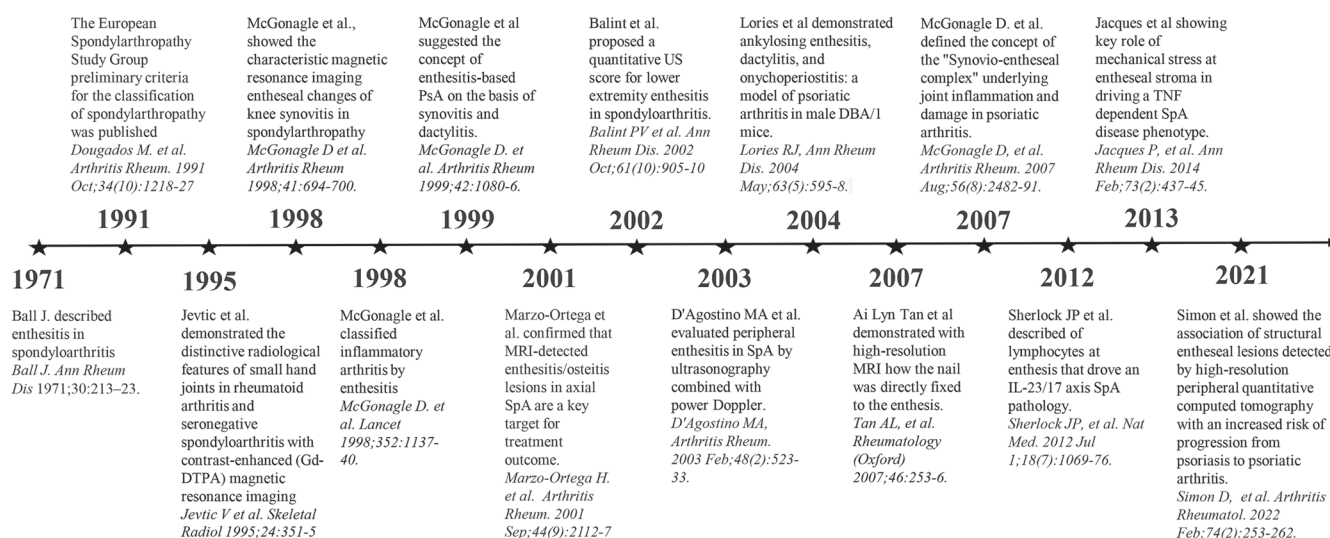 The European
Spondylarthropathy
Study Group
preliminary criteria
for the classification
of spondylarthropathy
was published
Dougados M. et al.
Arthritis Rheum. 1991
Oct;34(10):1218-27
McGonagle et al.,
showed the
characteristic magnetic
resonance imaging
entheseal changes of
knee synovitis in
spondylarthropathy
McGonagle D et al.
Arthritis Rheum
1998;41:694-700.
McGonagle et al
suggested the
concept of
enthesitis-based
PsA on the basis of
synovitis and
dactylitis.
McGonagle D. et
al. Arthritis Rheum
1999;42:1080-6.
Balint et al.
proposed a
quantitative US
score for lower
extremity enthesitis
in spondyloarthritis.
Balint PV et al. Ann
Rheum Dis. 2002
Oct;61(10):905-10
Lories et al demonstrated
ankylosing enthesitis,
dactylitis, and
onychoperiostitis: a
model of psoriatic
arthritis in male DBA/1
mice.
Lories RJ, Ann Rheum
Dis. 2004
May;63(5):595-8.
McGonagle D. et al.
defined the concept of
the "Synovio-entheseal
complex" underlying
joint inflammation and
damage in psoriatic
arthritis.
McGonagle D, et al.
Arthritis Rheum. 2007
Aug;56(8):2482-91.
Jacques et al showing
key role of
mechanical stress at
entheseal stroma in
driving a TNF
dependent SpA
disease phenotype.
Jacques P, et al. Ann
Rheum Dis. 2014
Feb;73(2):437-45.
1991
1998
1999
2002
2004
2007
2013
1971
1995
1998
2001
2003
2007
2012
2021
Ball J. described
enthesitis in
spondyloarthritis
Ball J. Ann Rheum
Dis 1971;30:213–23.
Jevtic et al.
demonstrated the
distinctive radiological
features of small hand
joints in rheumatoid
arthritis and
seronegative
spondyloarthritis with
contrast-enhanced (Gd-
DTPA) magnetic
resonance imaging
Jevtic V et al. Skeletal
Radiol 1995;24:351-5
McGonagle et al.
classified
inflammatory
arthritis by
enthesitis
McGonagle D. et
al. Lancet
1998;352:1137-
40.
Marzo-Ortega et
al. confirmed that
MRI-detected
enthesitis/osteitis
lesions in axial
SpA are a key
target for
treatment
outcome.
Marzo-Ortega H.
et al. Arthritis
Rheum. 2001
Sep;44(9):2112-7
D'Agostino MA et al.
evaluated peripheral
enthesitis in SpA by
ultrasonography
combined with
power Doppler.
D'Agostino MA,
Arthritis Rheum.
2003 Feb;48(2):523-
33.
Ai Lyn Tan et al
demonstrated with
high-resolution
MRI how the nail
was directly fixed
to the enthesis.
Tan AL, et al.
Rheumatology
(Oxford)
2007;46:253-6.
Sherlock JP et al.
described of
lymphocytes at
enthesis that drove an
IL-23/17 axis SpA
pathology.
Sherlock JP, et al. Nat
Med. 2012 Jul
1;18(7):1069-76.
Simon et al. showed the
association of structural
entheseal lesions detected
by high-resolution
peripheral quantitative
computed tomography
with an increased risk of
progression from
psoriasis to psoriatic
arthritis.
Simon D, et al. Arthritis
Rheumatol. 2022
Feb;74(2):253-262.